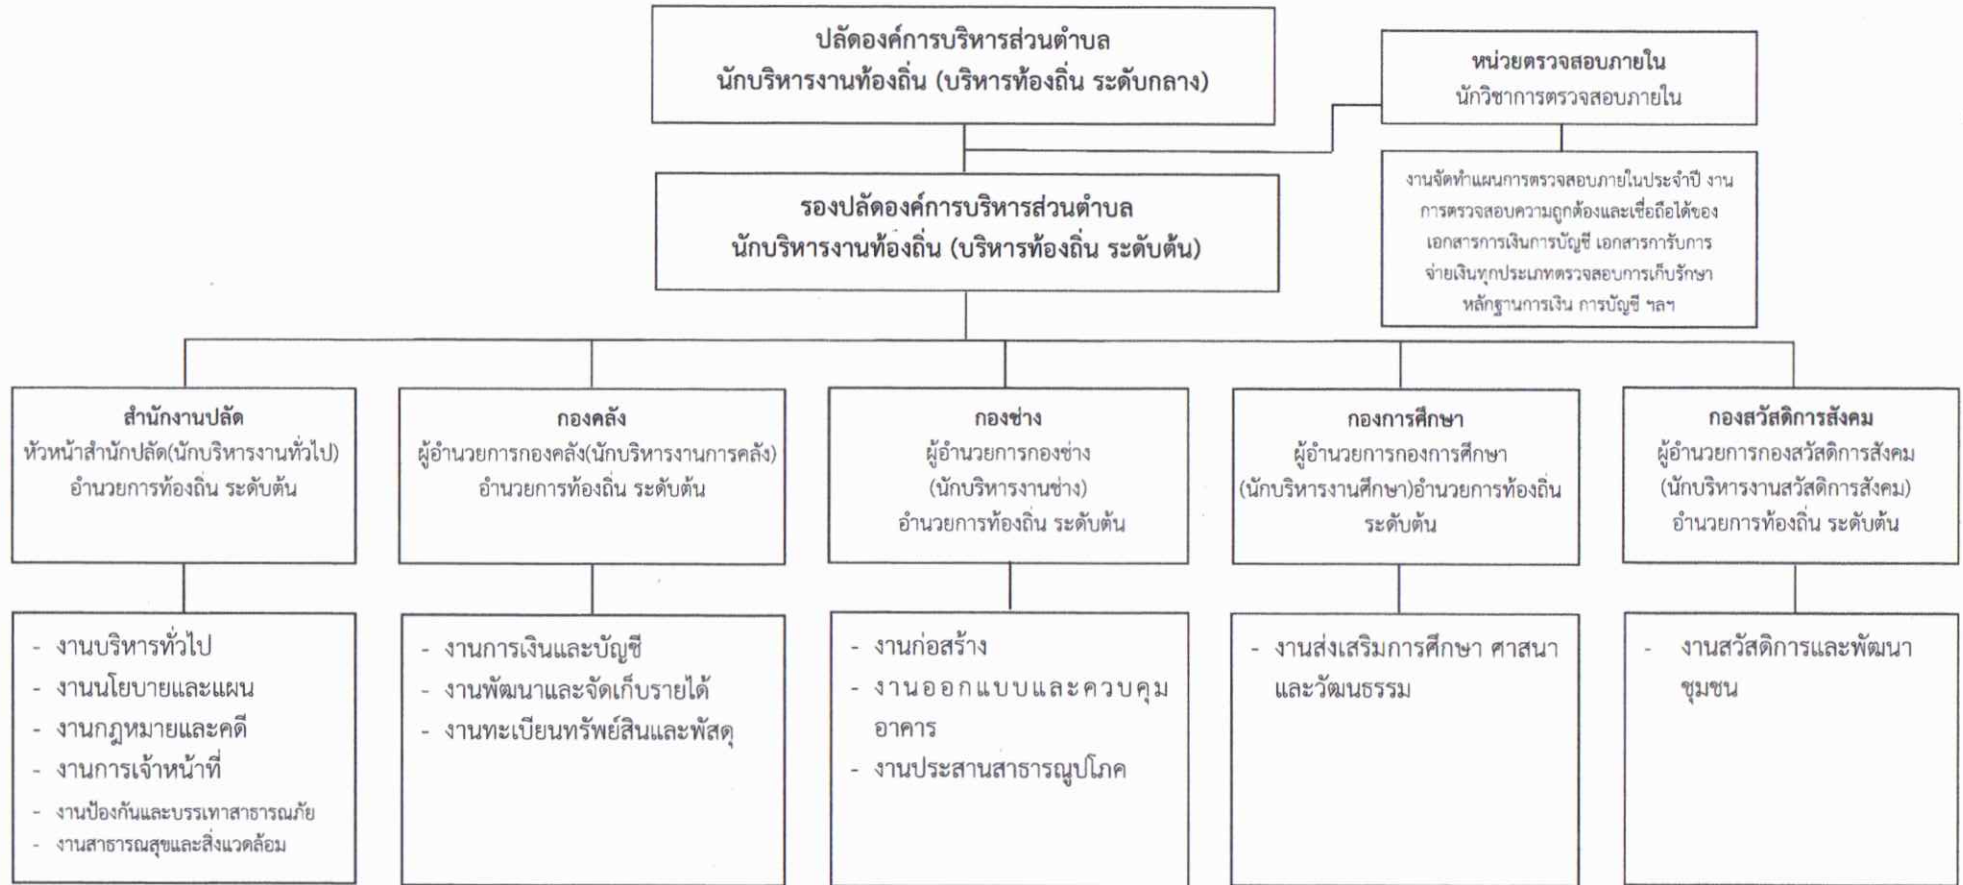 ปลัดองค์การบริหารส่วนตำบล
นักบริหารงานท้องถิ่น (บริหารท้องถิ่น ระดับกลาง)
หน่วยตรวจสอบภายใน
นักวิชาการตรวจสอบภายใน
งานจัดทำแผนการตรวจสอบภายในประจำปี งาน
การตรวจสอบความถูกต้องและเชื่อถือได้ของ
เอกสารการเงินการบัญชี เอกสารการับการ
จ่ายเงินทุกประเภทตรวจสอบการเก็บรักษา
หลักฐานการเงิน การบัญชี ฯลฯ
รองปลัดองค์การบริหารส่วนตำบล
นักบริหารงานท้องถิ่น (บริหารท้องถิ่น ระดับต้น)
สำนักงานปลัด
หัวหน้าสำนักปลัด(นักบริหารงานทั่วไป)
อำนวยการท้องถิ่น ระดับต้น
กองคลัง
ผู้อำนวยการกองคลัง(นักบริหารงานการคลัง)
อำนวยการท้องถิ่น ระดับต้น
กองช่าง
ผู้อำนวยการกองช่าง
(นักบริหารงานช่าง)
อำนวยการท้องถิ่น ระดับต้น
กองการศึกษา
ผู้อำนวยการกองการศึกษา
(นักบริหารงานศึกษา)อำนวยการท้องถิ่น
ระดับต้น
กองสวัสดิการสังคม
ผู้อำนวยการกองสวัสดิการสังคม
(นักบริหารงานสวัสดิการสังคม)
อำนวยการท้องถิ่น ระดับต้น
- งานบริหารทั่วไป
- งานนโยบายและแผน
- งานกฎหมายและคดี
- งานการเจ้าหน้าที่
- งานป้องกันและบรรเทาสาธารณภัย
- งานสาธารณสุขและสิ่งแวดล้อม
- งานการเงินและบัญชี
- งานพัฒนาและจัดเก็บรายได้
- งานทะเบียนทรัพย์สินและพัสดุ
- งานก่อสร้าง
- งานออกแบบและควบคุม
อาคาร
- งานประสานสาธารณูปโภค
- งานส่งเสริมการศึกษา ศาสนา
และวัฒนธรรม
- งานสวัสดิการและพัฒนา
ชุมชน